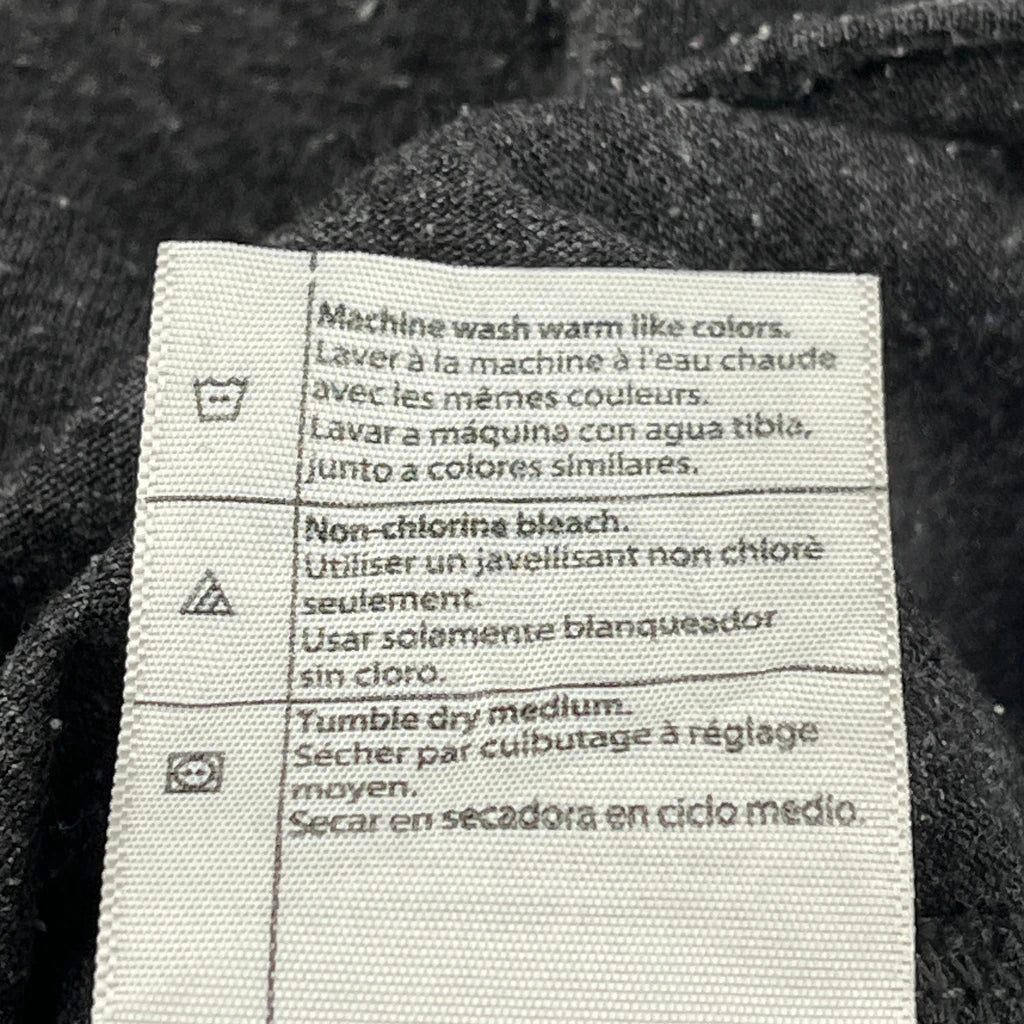 Machine wash warm like colors.
Laver à la machine à l'eau chaude
avec les mêmes couleurs.
Lavar a máquina con agua tibia,
junto a colores similares.
Non-chlorine bleach.
Utiliser un javellisant non chloré
seulement.
Usar solamente blanqueador
sin cloro.
Tumble dry medium.
Sécher par culbutage à réglage
moyen.
Secar en secadora en ciclo medio.